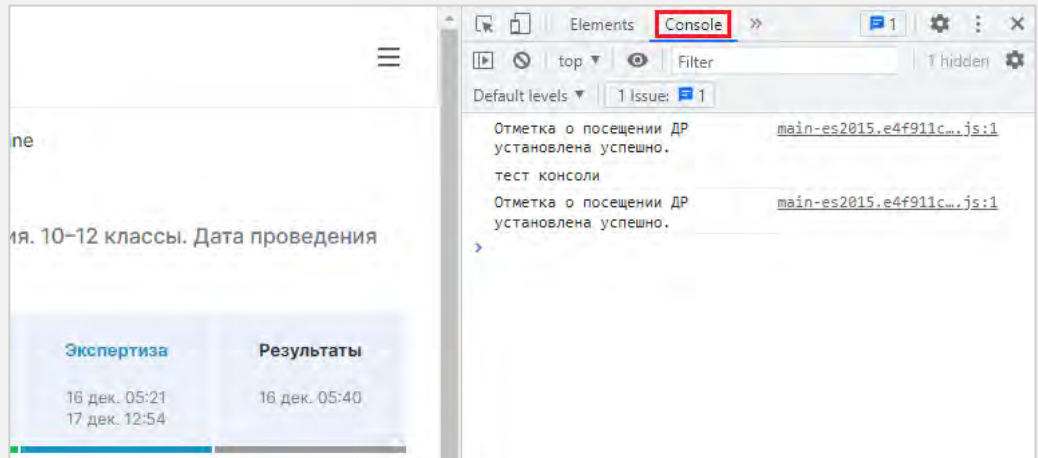 ne
ия. 10–12 классы. Дата проведения
Экспертиза
Результаты
16 дек. 05:21
17 дек. 12:54
16 дек. 05:40
Elements
Console
»
1
top
Filter
1 hidden
Default levels
1 Issue: 1
Отметка о посещении ДР
установлена успешно.
main-es2015.e4f911c….js:1
тест консоли
Отметка о посещении ДР
установлена успешно.
main-es2015.e4f911c….js:1
>